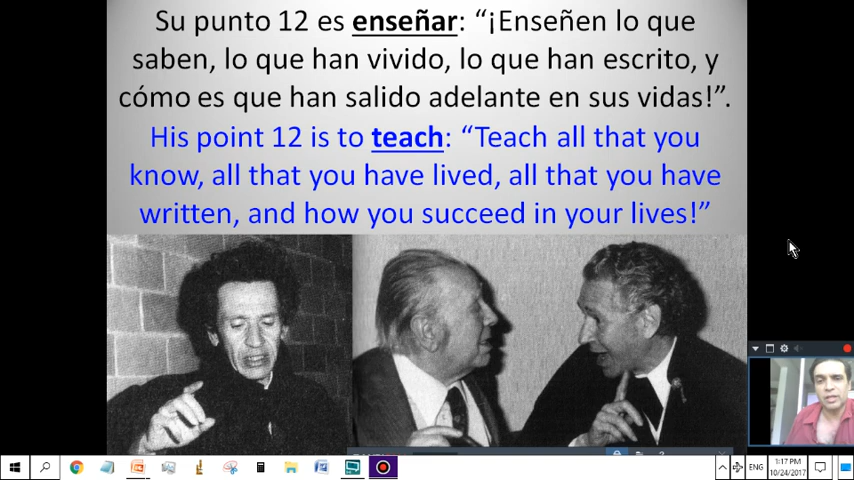 Su punto 12 es enseñar: “¡Enseñen lo que
saben, lo que han vivido, lo que han escrito, y
cómo es que han salido adelante en sus vidas!”.
His point 12 is to teach: “Teach all that you
know, all that you have lived, all that you have
written, and how you succeed in your lives!”
ENG
1:17 PM
10/24/2017